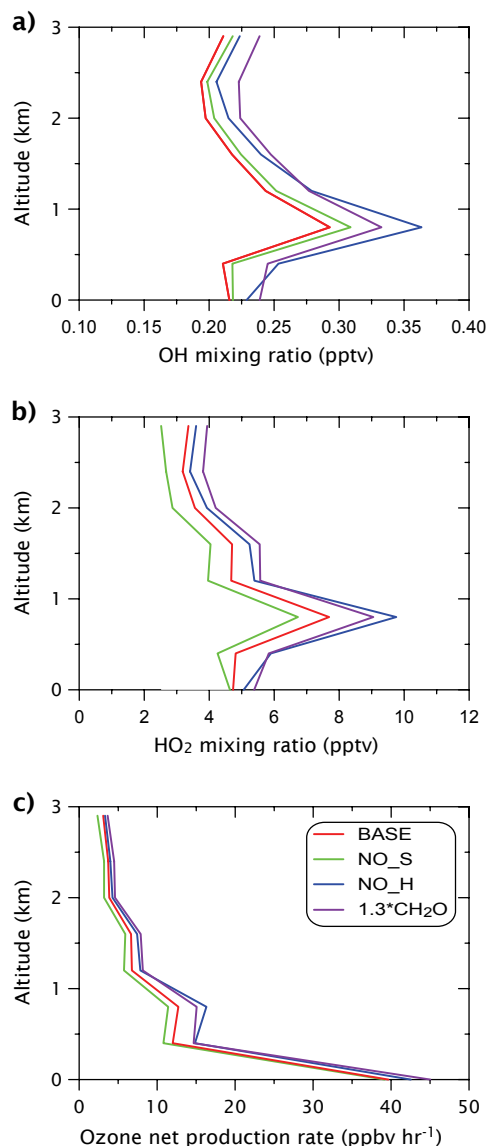 a)
3
2
1
0
Altitude (km)
0.10 0.15 0.20 0.25 0.30 0.35 0.40
OH mixing ratio (pptv)
b)
3
2
1
0
Altitude (km)
0 2 4 6 8 10 12
HO₂ mixing ratio (pptv)
c)
3
2
1
0
Altitude (km)
BASE
NO_S
NO_H
1.3*CH₂O
0 10 20 30 40 50
Ozone net production rate (ppbv hr⁻¹)